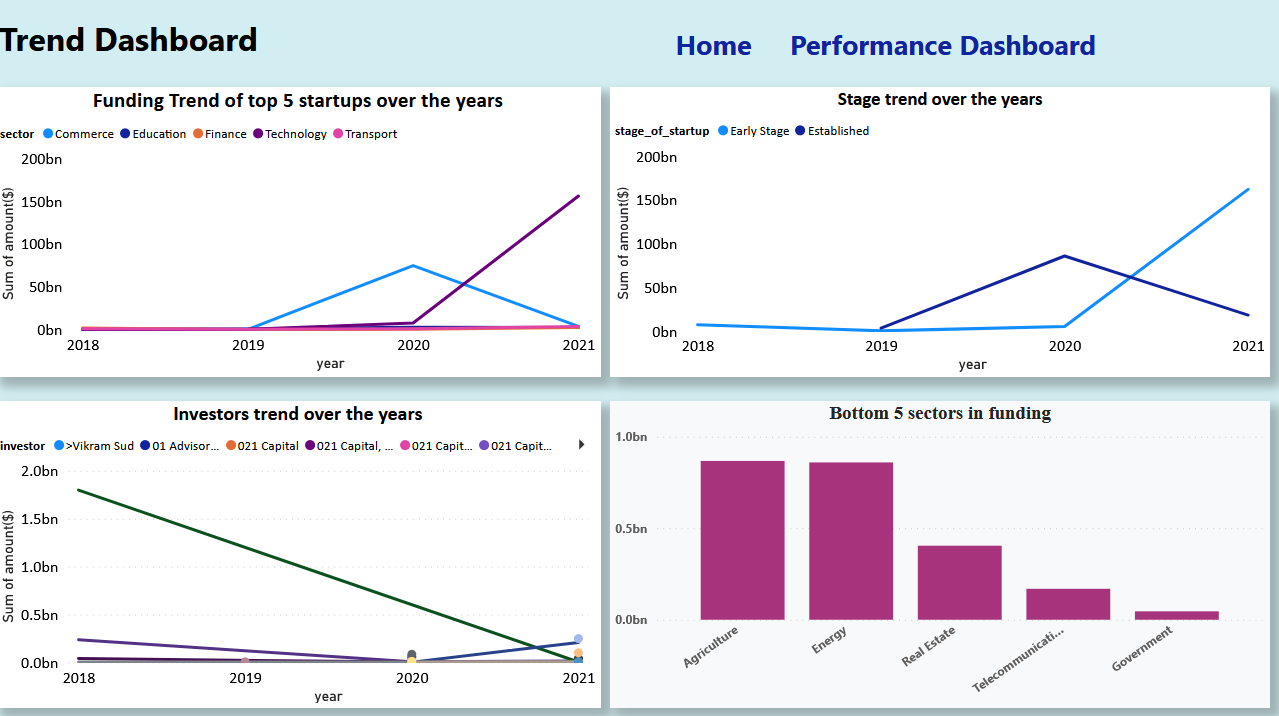 Trend Dashboard
Home Performance Dashboard
Funding Trend of top 5 startups over the years
sector Commerce Education Finance Technology Transport
Sum of amount($)
200bn
150bn
100bn
50bn
0bn
2018 2019 2020 2021
year
Stage trend over the years
stage_of_startup Early Stage Established
Sum of amount($)
200bn
150bn
100bn
50bn
0bn
2018 2019 2020 2021
year
Investors trend over the years
investor >Vikram Sud 01 Advisor... 021 Capital 021 Capital, ... 021 Capit... 021 Capit...
Sum of amount($)
2.0bn
1.5bn
1.0bn
0.5bn
0.0bn
2018 2019 2020 2021
year
Bottom 5 sectors in funding
1.0bn
0.5bn
0.0bn
Agriculture Energy Real Estate Telecommunicati... Government